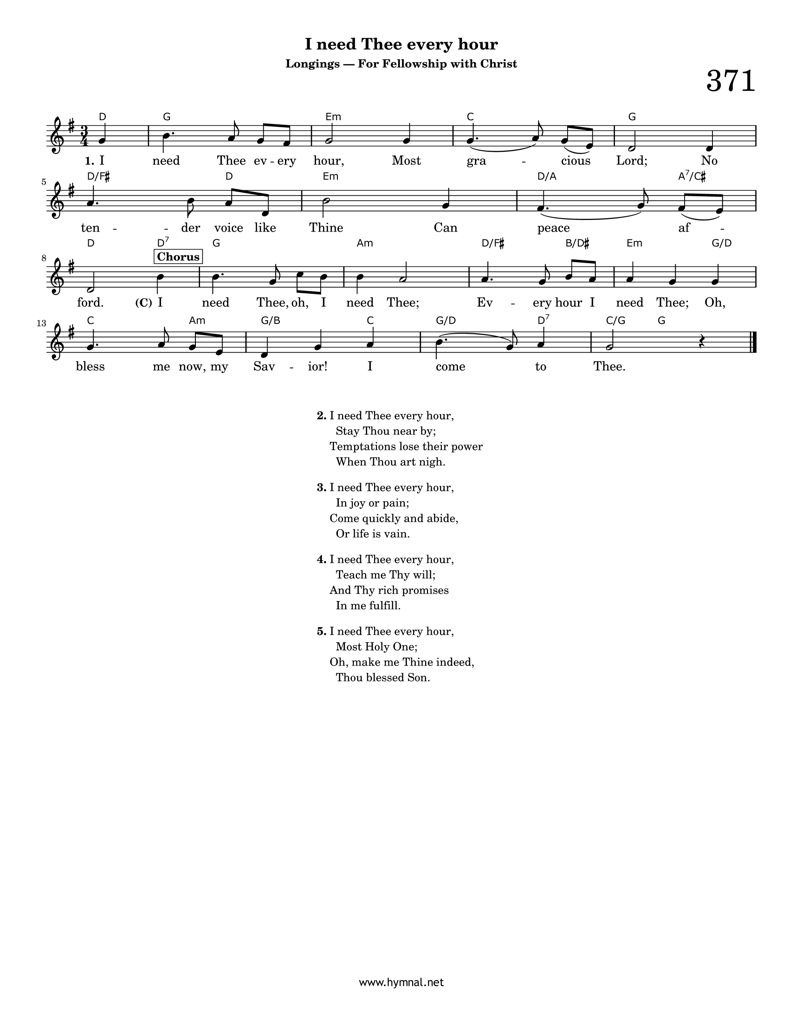 I need Thee every hour
Longings — For Fellowship with Christ
371
D G Em C G
3
4
1. I need Thee ev - ery hour, Most gra - cious Lord; No
5
D/F♯ D Em D/A A7/C♯
ten - - der voice like Thine Can peace af -
D D7 G Am D/F♯ B/D♯ Em G/D
8
Chorus
ford. (C) I need Thee, oh, I need Thee; Ev - ery hour I need Thee; Oh,
13
C Am G/B C G/D D7 C/G G
bless me now, my Sav - ior! I come to Thee.
2. I need Thee every hour,
Stay Thou near by;
Temptations lose their power
When Thou art nigh.
3. I need Thee every hour,
In joy or pain;
Come quickly and abide,
Or life is vain.
4. I need Thee every hour,
Teach me Thy will;
And Thy rich promises
In me fulfill.
5. I need Thee every hour,
Most Holy One;
Oh, make me Thine indeed,
Thou blessed Son.
www.hymnal.net